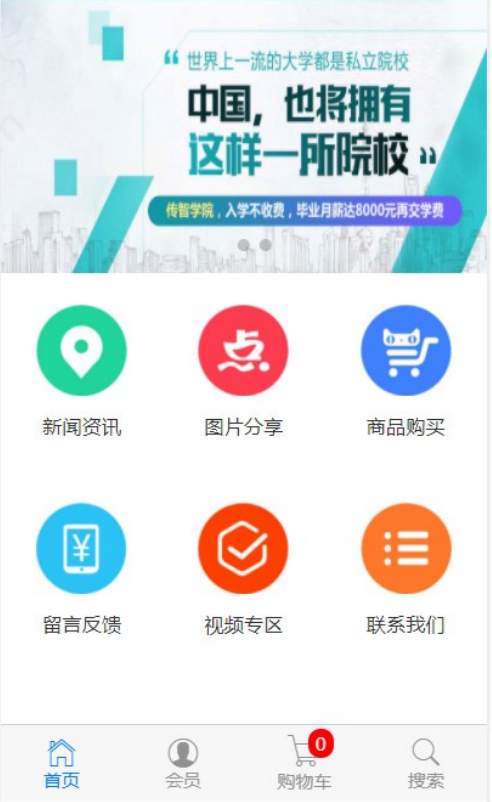 “ 世界上一流的大学都是私立院校
中国，也将拥有
这样一所院校 ”
传智学院，入学不收费，毕业月薪达8000元再交学费
点
新闻资讯 图片分享 商品购买
¥
留言反馈 视频专区 联系我们
0
首页 会员 购物车 搜索